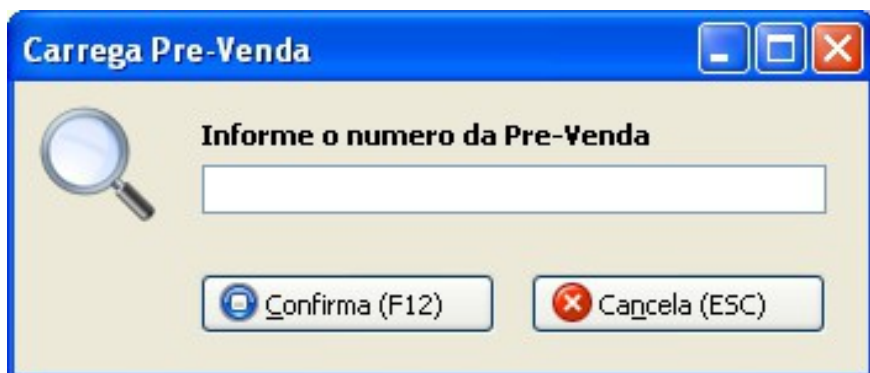 Carrega Pre-Venda
Informe o numero da Pre-Venda
Confirma (F12) Cancela (ESC)